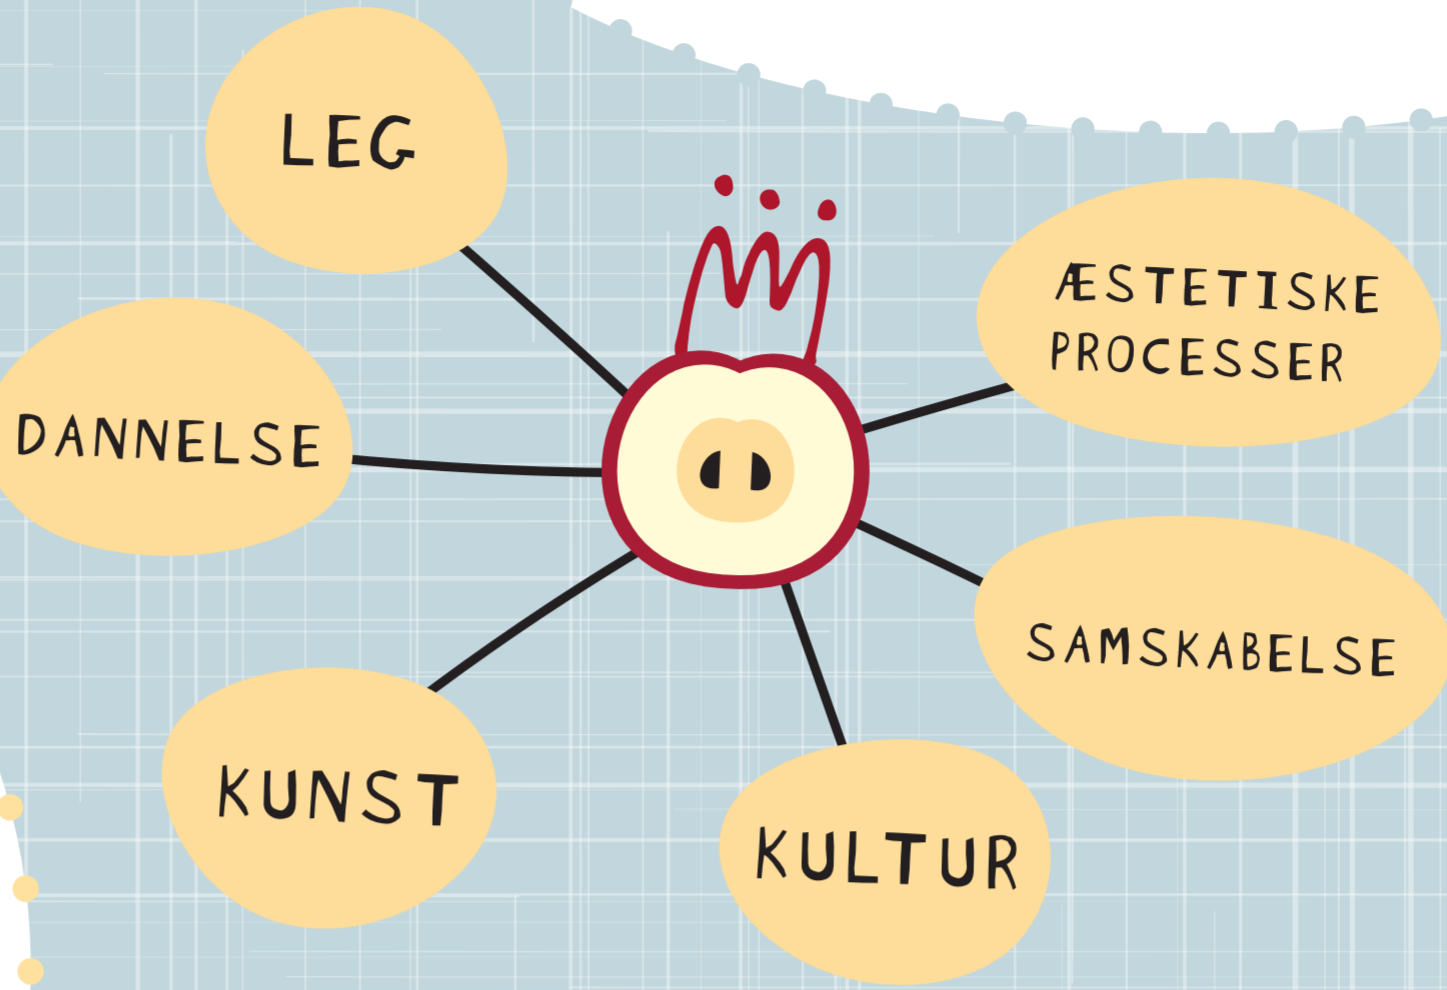 LEG
ÆSTETISKE
PROCESSER
DANNELSE
SAMSKABELSE
KUNST
KULTUR